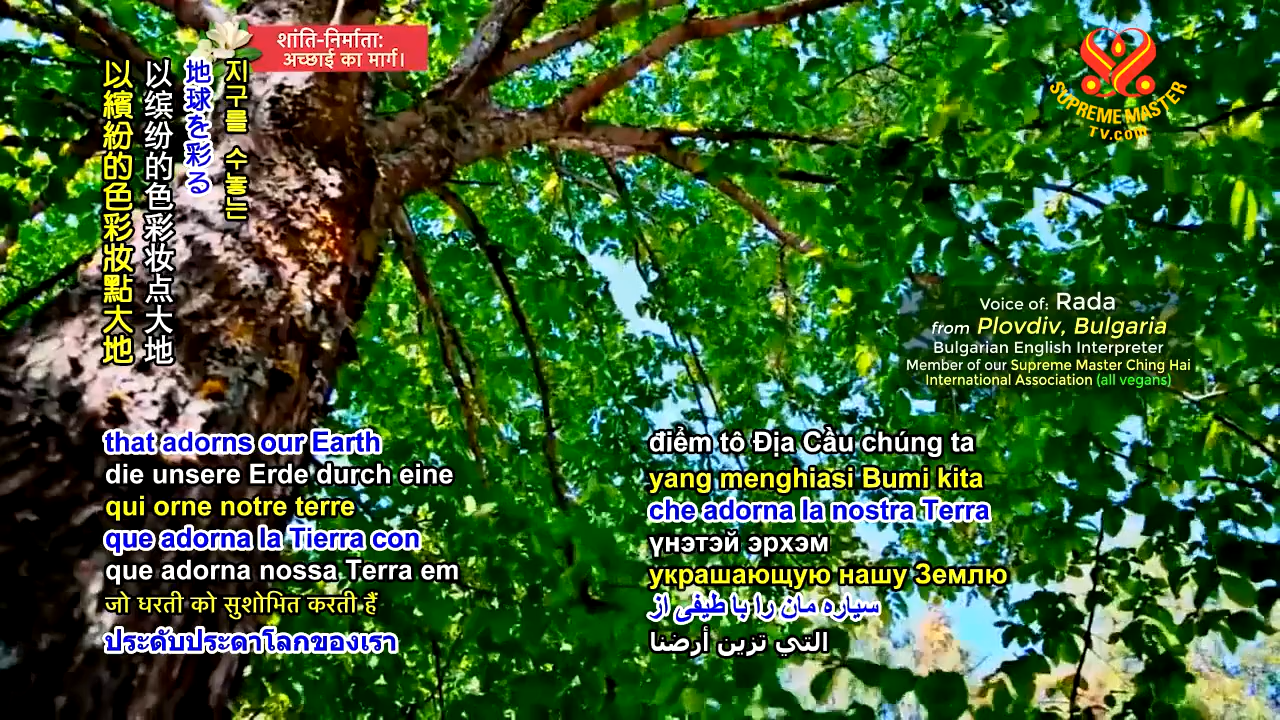 शांति-निर्माता:
अच्छाई का मार्ग।
SUPREME MASTER
TV.com
지구를 수놓는
地球を彩る
以缤纷的色彩妆点大地
以繽紛的色彩妝點大地
Voice of: Rada
from Plovdiv, Bulgaria
Bulgarian English Interpreter
Member of our Supreme Master Ching Hai
International Association (all vegans)
that adorns our Earth
die unsere Erde durch eine
qui orne notre terre
que adorna la Tierra con
que adorna nossa Terra em
जो धरती को सुशोभित करती हैं
ประดับประดาโลกของเรา
điểm tô Địa Cầu chúng ta
yang menghiasi Bumi kita
che adorna la nostra Terra
үнэтэй эрхэм
украшающую нашу Землю
سیاره مان را با طیفی از
التي تزين أرضنا